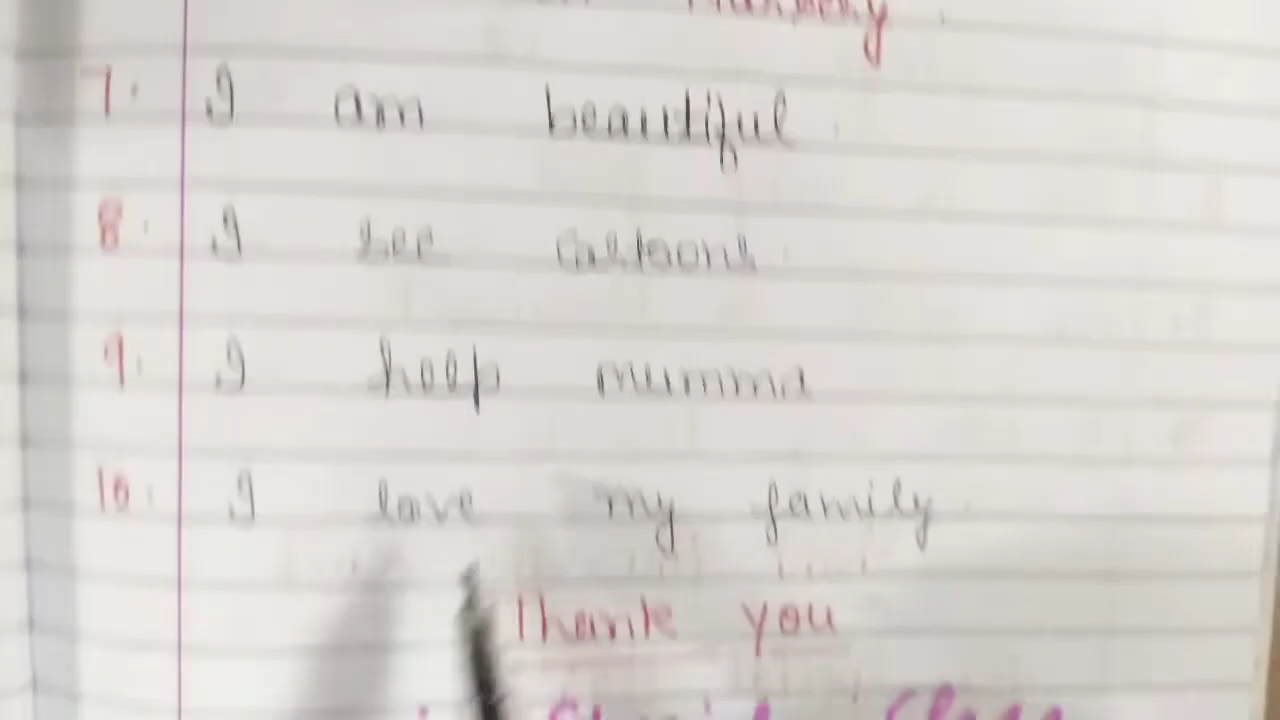 7. I am beautiful.
8. I see cartoons.
9. I help mumma
10. I love my family.
Thank you